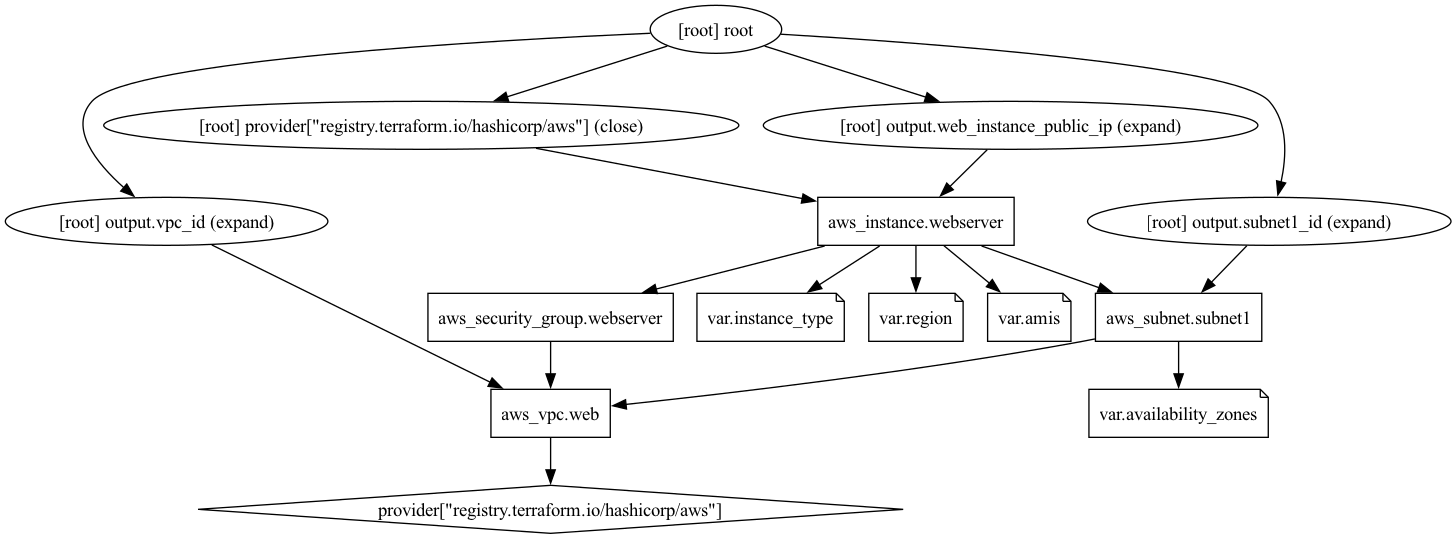 [root] root
[root] provider["registry.terraform.io/hashicorp/aws"] (close)
[root] output.web_instance_public_ip (expand)
[root] output.vpc_id (expand)
aws_instance.webserver
[root] output.subnet1_id (expand)
aws_security_group.webserver
var.instance_type
var.region
var.amis
aws_subnet.subnet1
aws_vpc.web
var.availability_zones
provider["registry.terraform.io/hashicorp/aws"]